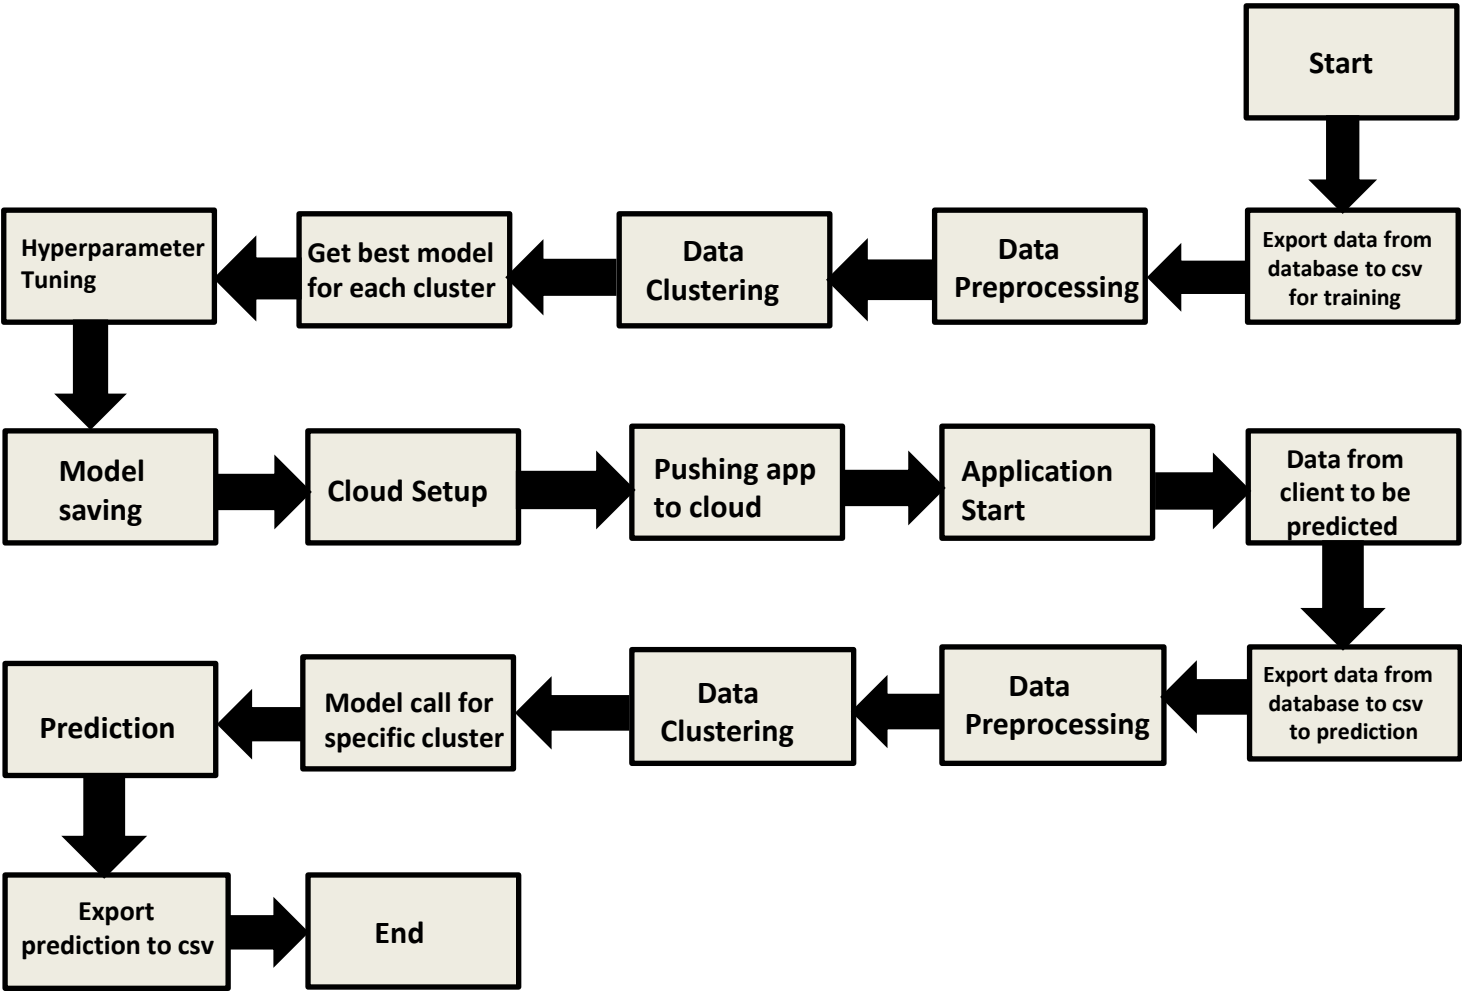 Start
Export data from
database to csv
for training
Data
Preprocessing
Data
Clustering
Get best model
for each cluster
Hyperparameter
Tuning
Model
saving
Cloud Setup
Pushing app
to cloud
Application
Start
Data from
client to be
predicted
Export data from
database to csv
to prediction
Data
Preprocessing
Data
Clustering
Model call for
specific cluster
Prediction
Export
prediction to csv
End